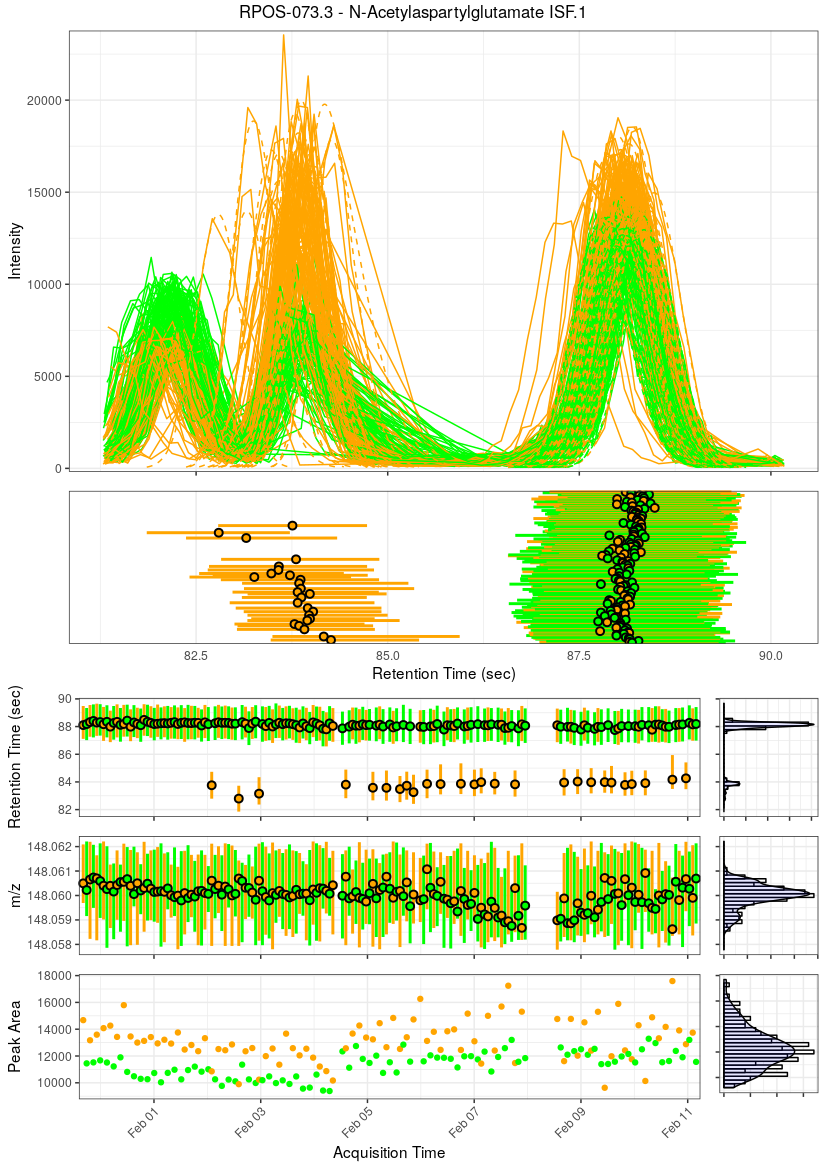 RPOS-073.3 - N-Acetylaspartylglutamate ISF.1
Intensity
20000
15000
10000
5000
0
82.5
85.0
87.5
90.0
Retention Time (sec)
Retention Time (sec)
90
88
86
84
82
m/z
148.062
148.061
148.060
148.059
148.058
Peak Area
18000
16000
14000
12000
10000
Feb 01
Feb 03
Feb 05
Feb 07
Feb 09
Feb 11
Acquisition Time